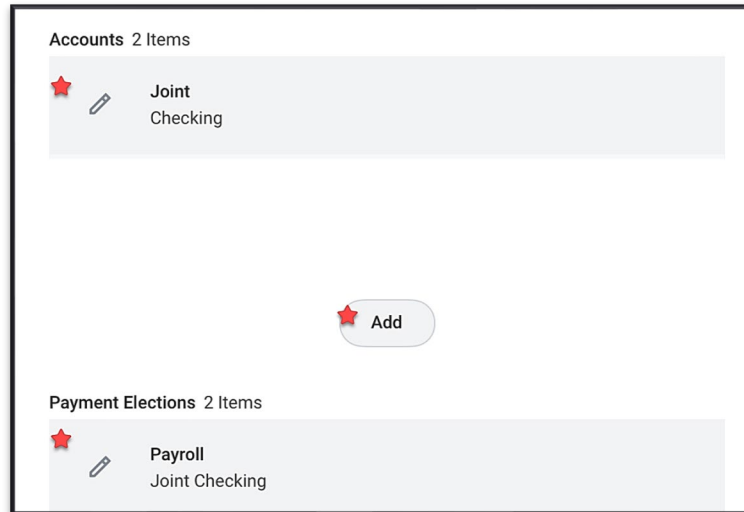 Accounts 2 Items
Joint
Checking
Add
Payment Elections 2 Items
Payroll
Joint Checking